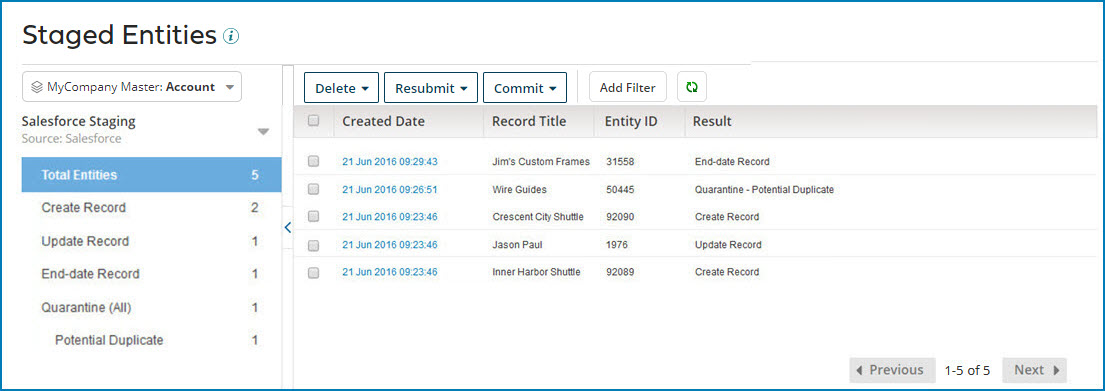 Staged Entities
MyCompany Master: Account
Salesforce Staging
Source: Salesforce
Total Entities 5
Create Record 2
Update Record 1
End-date Record 1
Quarantine (All) 1
Potential Duplicate 1
Delete Resubmit Commit Add Filter
Created Date Record Title Entity ID Result
21 Jun 2016 09:29:43 Jim's Custom Frames 31558 End-date Record
21 Jun 2016 09:26:51 Wire Guides 50445 Quarantine - Potential Duplicate
21 Jun 2016 09:23:46 Crescent City Shuttle 92090 Create Record
21 Jun 2016 09:23:46 Jason Paul 1976 Update Record
21 Jun 2016 09:23:46 Inner Harbor Shuttle 92089 Create Record
Previous 1-5 of 5 Next